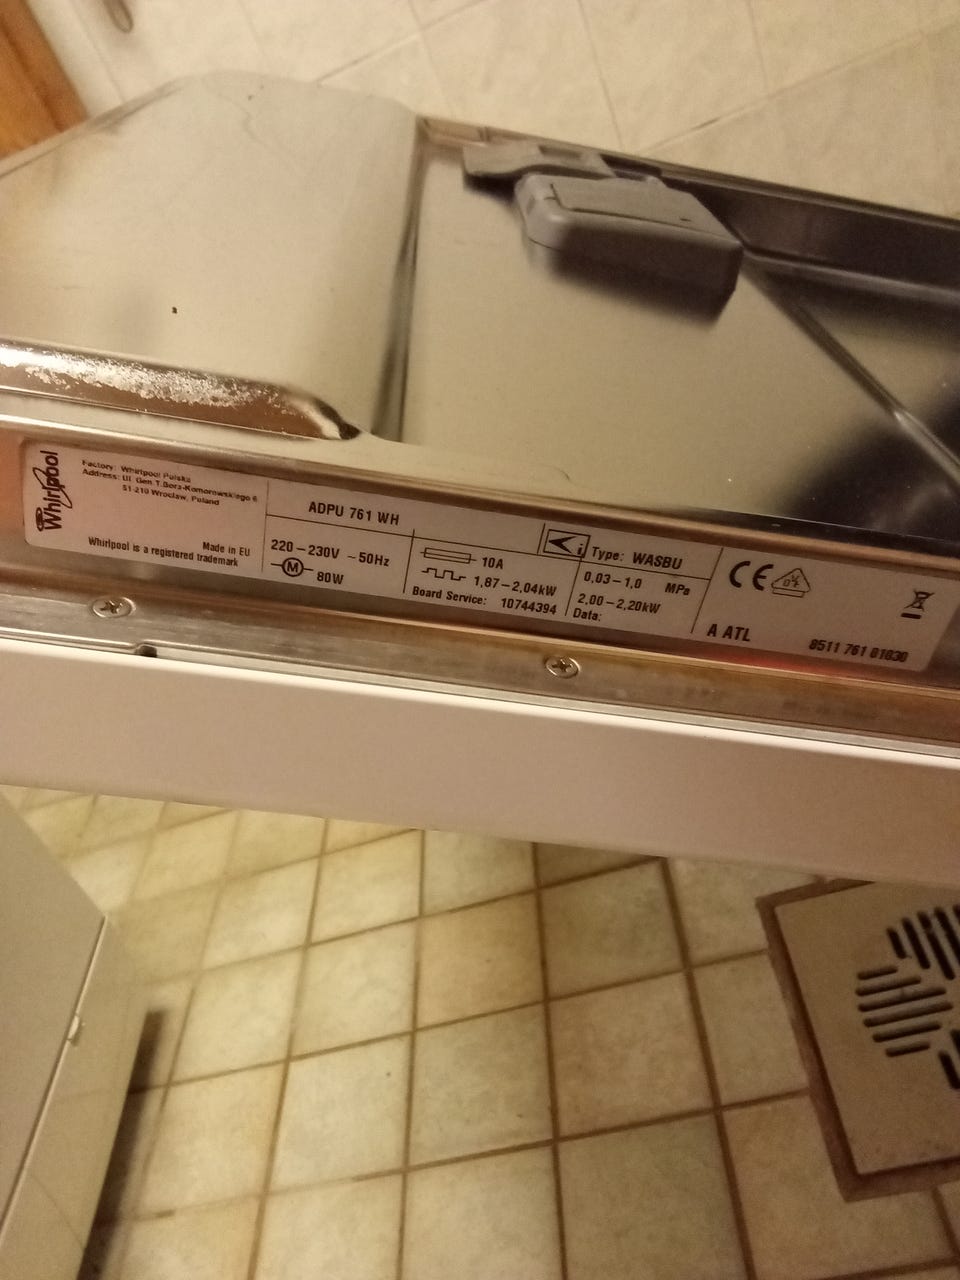 Whirlpool
Factory: Whirlpool Polska
Address: Ul. Gen T.Bora-Komorowskiego 6
51-210 Wroclaw, Poland
Made in EU
Whirlpool is a registered trademark
ADPU 761 WH
220-230V ~50Hz
M 80W
10A
1,87-2,04kW
Board Service: 10744394
i Type: WASBU
0,03-1,0 MPa
2,00-2,20kW
Data:
CE
A ATL
8511 761 01830